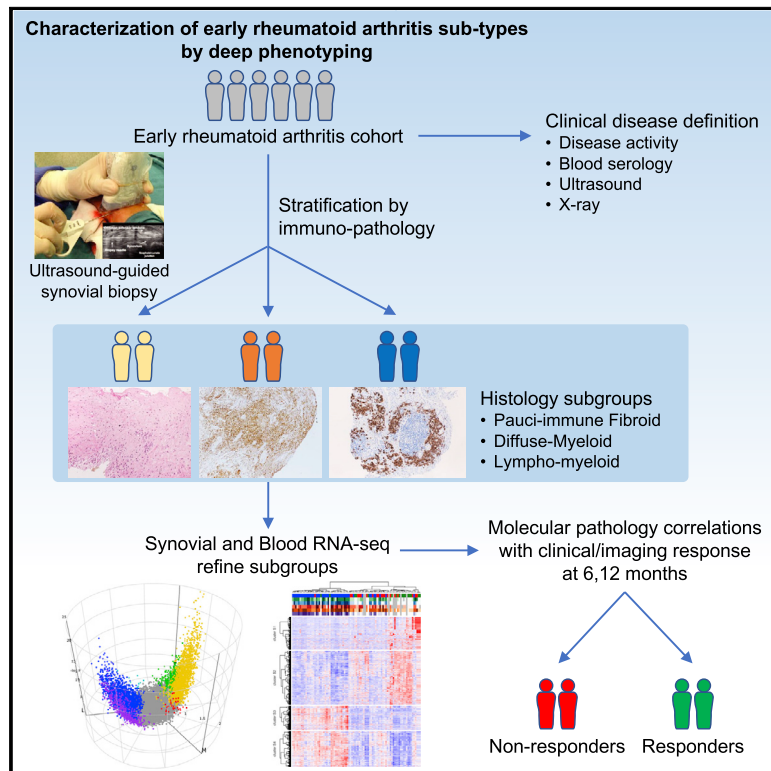 Characterization of early rheumatoid arthritis sub-types
by deep phenotyping
Early rheumatoid arthritis cohort
Clinical disease definition
• Disease activity
• Blood serology
• Ultrasound
• X-ray
Stratification by
immuno-pathology
Ultrasound-guided
synovial biopsy
Histology subgroups
• Pauci-immune Fibroid
• Diffuse-Myeloid
• Lympho-myeloid
Synovial and Blood RNA-seq
refine subgroups
Molecular pathology correlations
with clinical/imaging response
at 6,12 months
Non-responders
Responders